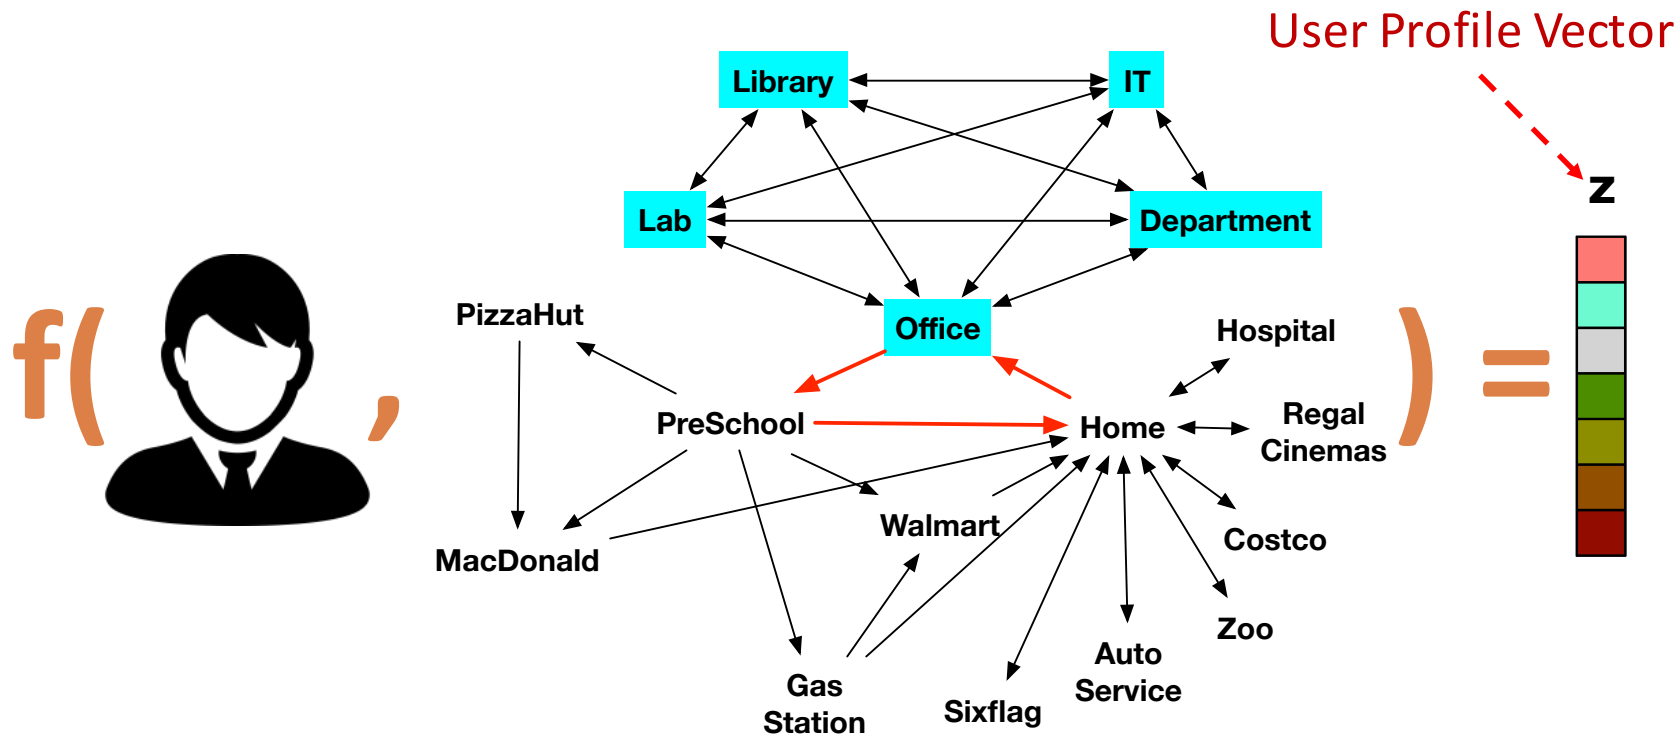 User Profile Vector
Library
IT
z
Lab
Department
PizzaHut
Office
Hospital
f(
,
) =
PreSchool
Home
Regal
Cinemas
Walmart
Costco
MacDonald
Zoo
Gas
Station
Sixflag
Auto
Service